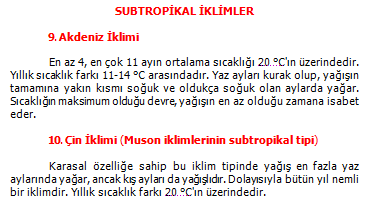 SUBTROPİKAL İKLİMLER
9. Akdeniz İklimi
En az 4, en çok 11 ayın ortalama sıcaklığı 20 °C'ın üzerindedir.
Yıllık sıcaklık farkı 11-14 °C arasındadır. Yaz ayları kurak olup, yağışın
tamamına yakın kısmı soğuk ve oldukça soğuk olan aylarda yağar.
Sıcaklığın maksimum olduğu devre, yağışın en az olduğu zamana isabet
eder.
10. Çin İklimi (Muson iklimlerinin subtropikal tipi)
Karasal özelliğe sahip bu iklim tipinde yağış en fazla yaz
aylarında yağar, ancak kış ayları da yağışlıdır. Dolayısıyla bütün yıl nemli
bir iklimdir. Yıllık sıcaklık farkı 20 °C'ın üzerindedir.